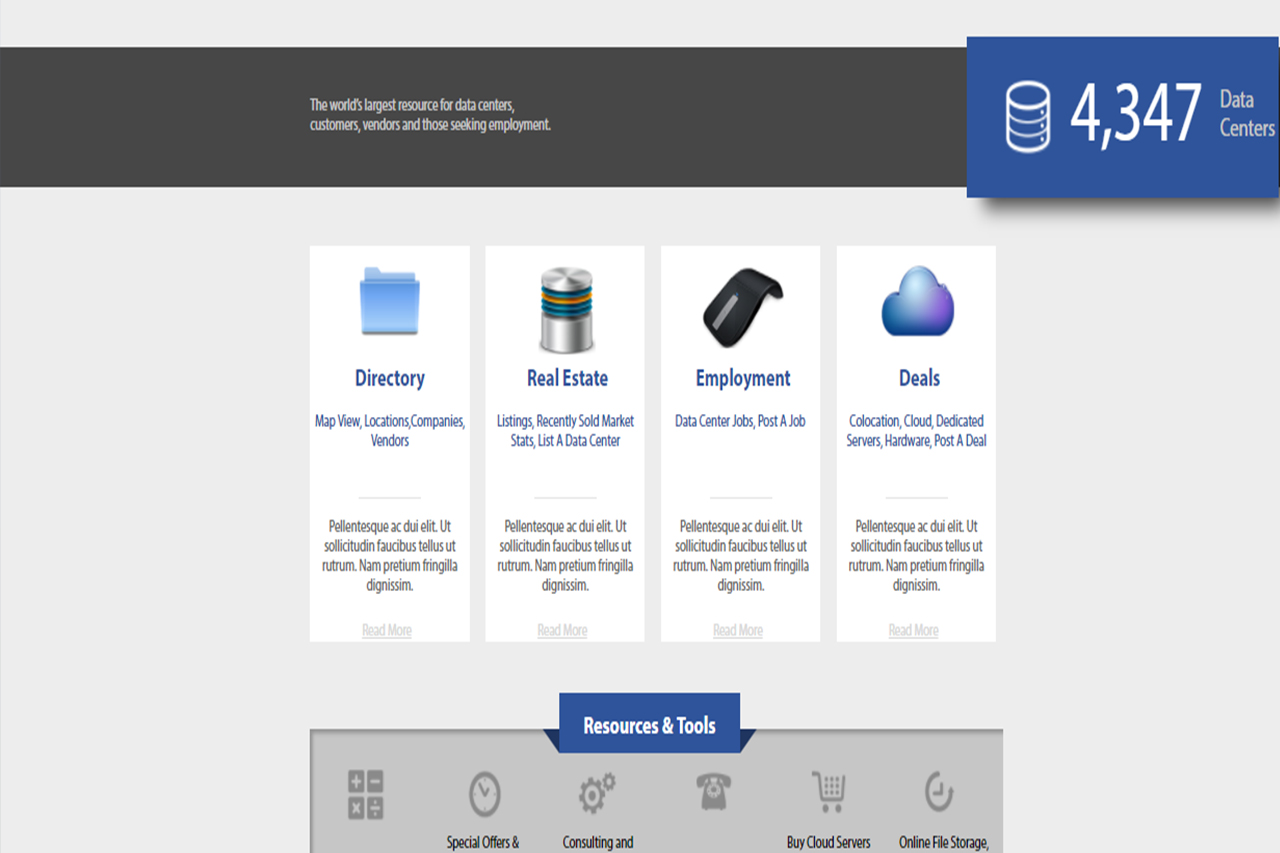 The world's largest resource for data centers,
customers, vendors and those seeking employment.
4,347
Data
Centers
Directory
Map View, Locations,Companies,
Vendors
Pellentesque ac dui elit. Ut
sollicitudin faucibus tellus ut
rutrum. Nam pretium fringilla
dignissim.
Read More
Real Estate
Listings, Recently Sold Market
Stats, List A Data Center
Pellentesque ac dui elit. Ut
sollicitudin faucibus tellus ut
rutrum. Nam pretium fringilla
dignissim.
Read More
Employment
Data Center Jobs, Post A Job
Pellentesque ac dui elit. Ut
sollicitudin faucibus tellus ut
rutrum. Nam pretium fringilla
dignissim.
Read More
Deals
Colocation, Cloud, Dedicated
Servers, Hardware, Post A Deal
Pellentesque ac dui elit. Ut
sollicitudin faucibus tellus ut
rutrum. Nam pretium fringilla
dignissim.
Read More
Resources & Tools
Special Offers &
Consulting and
Buy Cloud Servers
Online File Storage,